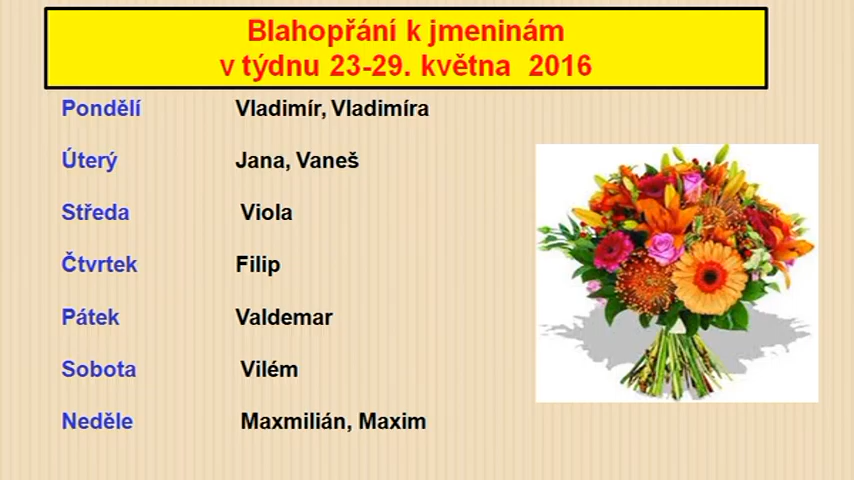 Blahopřání k jmeninám
v týdnu 23-29. května 2016
Pondělí Vladimír, Vladimíra
Úterý Jana, Vaneš
Středa Viola
Čtvrtek Filip
Pátek Valdemar
Sobota Vilém
Neděle Maxmilián, Maxim